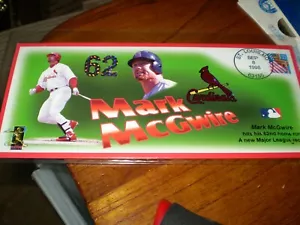 62
ST. LOUIS, MO
SEP
8
1998
Cardinals
Mark
McGwire
Mark McGwire
hits his 62nd home run
A new Major League